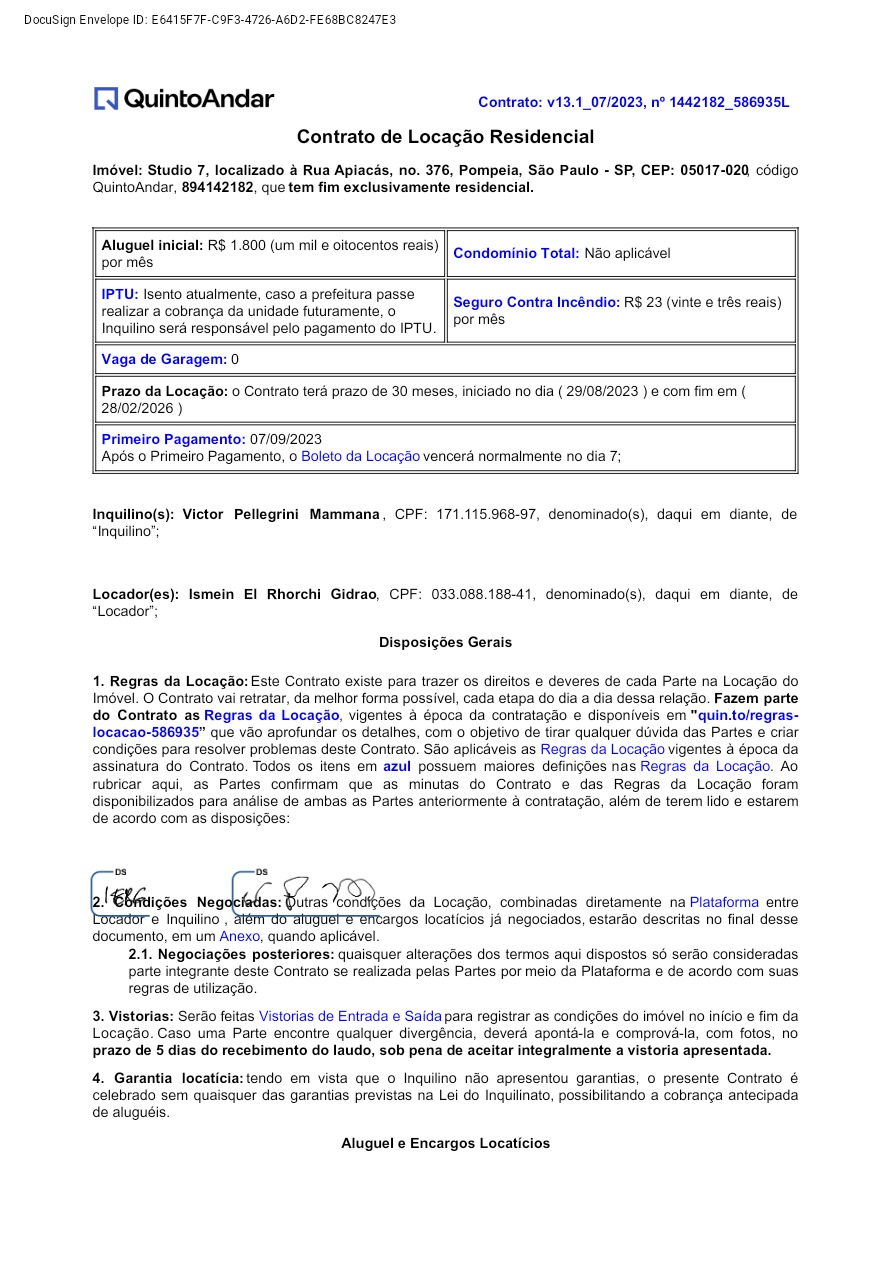 DocuSign Envelope ID: E6415F7F-C9F3-4726-A6D2-FE68BC8247E3
QuintoAndar
Contrato: v13.1_07/2023, nº 1442182_586935L
Contrato de Locação Residencial
Imóvel: Studio 7, localizado à Rua Apiacás, no. 376, Pompeia, São Paulo - SP, CEP: 05017-020, código
QuintoAndar, 894142182, que tem fim exclusivamente residencial.
Aluguel inicial: R$ 1.800 (um mil e oitocentos reais)
por mês
Condomínio Total: Não aplicável
IPTU: Isento atualmente, caso a prefeitura passe
realizar a cobrança da unidade futuramente, o
Inquilino será responsável pelo pagamento do IPTU.
Seguro Contra Incêndio: R$ 23 (vinte e três reais)
por mês
Vaga de Garagem: 0
Prazo da Locação: o Contrato terá prazo de 30 meses, iniciado no dia ( 29/08/2023 ) e com fim em (
28/02/2026 )
Primeiro Pagamento: 07/09/2023
Após o Primeiro Pagamento, o Boleto da Locação vencerá normalmente no dia 7;
Inquilino(s): Victor Pellegrini Mammana , CPF: 171.115.968-97, denominado(s), daqui em diante, de
“Inquilino”;
Locador(es): Ismein El Rhorchi Gidrao, CPF: 033.088.188-41, denominado(s), daqui em diante, de
“Locador”;
Disposições Gerais
1. Regras da Locação: Este Contrato existe para trazer os direitos e deveres de cada Parte na Locação do
Imóvel. O Contrato vai retratar, da melhor forma possível, cada etapa do dia a dia dessa relação. Fazem parte
do Contrato as Regras da Locação, vigentes à época da contratação e disponíveis em "quin.to/regras-
locacao-586935” que vão aprofundar os detalhes, com o objetivo de tirar qualquer dúvida das Partes e criar
condições para resolver problemas deste Contrato. São aplicáveis as Regras da Locação vigentes à época da
assinatura do Contrato. Todos os itens em azul possuem maiores definições nas Regras da Locação. Ao
rubricar aqui, as Partes confirmam que as minutas do Contrato e das Regras da Locação foram
disponibilizados para análise de ambas as Partes anteriormente à contratação, além de terem lido e estarem
de acordo com as disposições:
DS
DS
2. Condições Negociadas: Outras condições da Locação, combinadas diretamente na Plataforma entre
Locador e Inquilino , além do aluguel e encargos locatícios já negociados, estarão descritas no final desse
documento, em um Anexo, quando aplicável.
2.1. Negociações posteriores: quaisquer alterações dos termos aqui dispostos só serão consideradas
parte integrante deste Contrato se realizada pelas Partes por meio da Plataforma e de acordo com suas
regras de utilização.
3. Vistorias: Serão feitas Vistorias de Entrada e Saída para registrar as condições do imóvel no início e fim da
Locação. Caso uma Parte encontre qualquer divergência, deverá apontá-la e comprová-la, com fotos, no
prazo de 5 dias do recebimento do laudo, sob pena de aceitar integralmente a vistoria apresentada.
4. Garantia locatícia: tendo em vista que o Inquilino não apresentou garantias, o presente Contrato é
celebrado sem quaisquer das garantias previstas na Lei do Inquilinato, possibilitando a cobrança antecipada
de aluguéis.
Aluguel e Encargos Locatícios